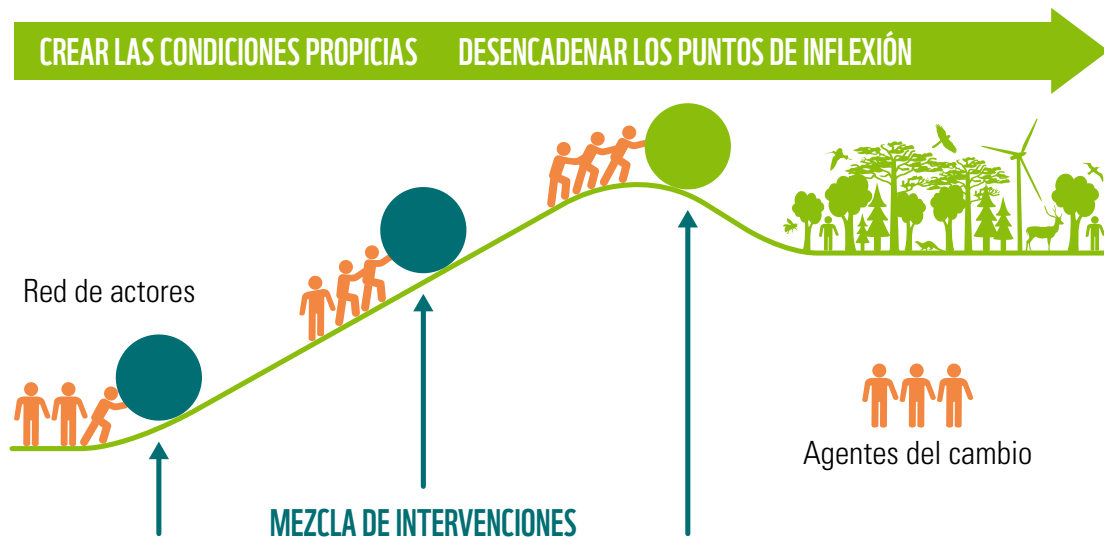 CREAR LAS CONDICIONES PROPICIAS
DESENCADENAR LOS PUNTOS DE INFLEXIÓN
Red de actores
Agentes del cambio
MEZCLA DE INTERVENCIONES